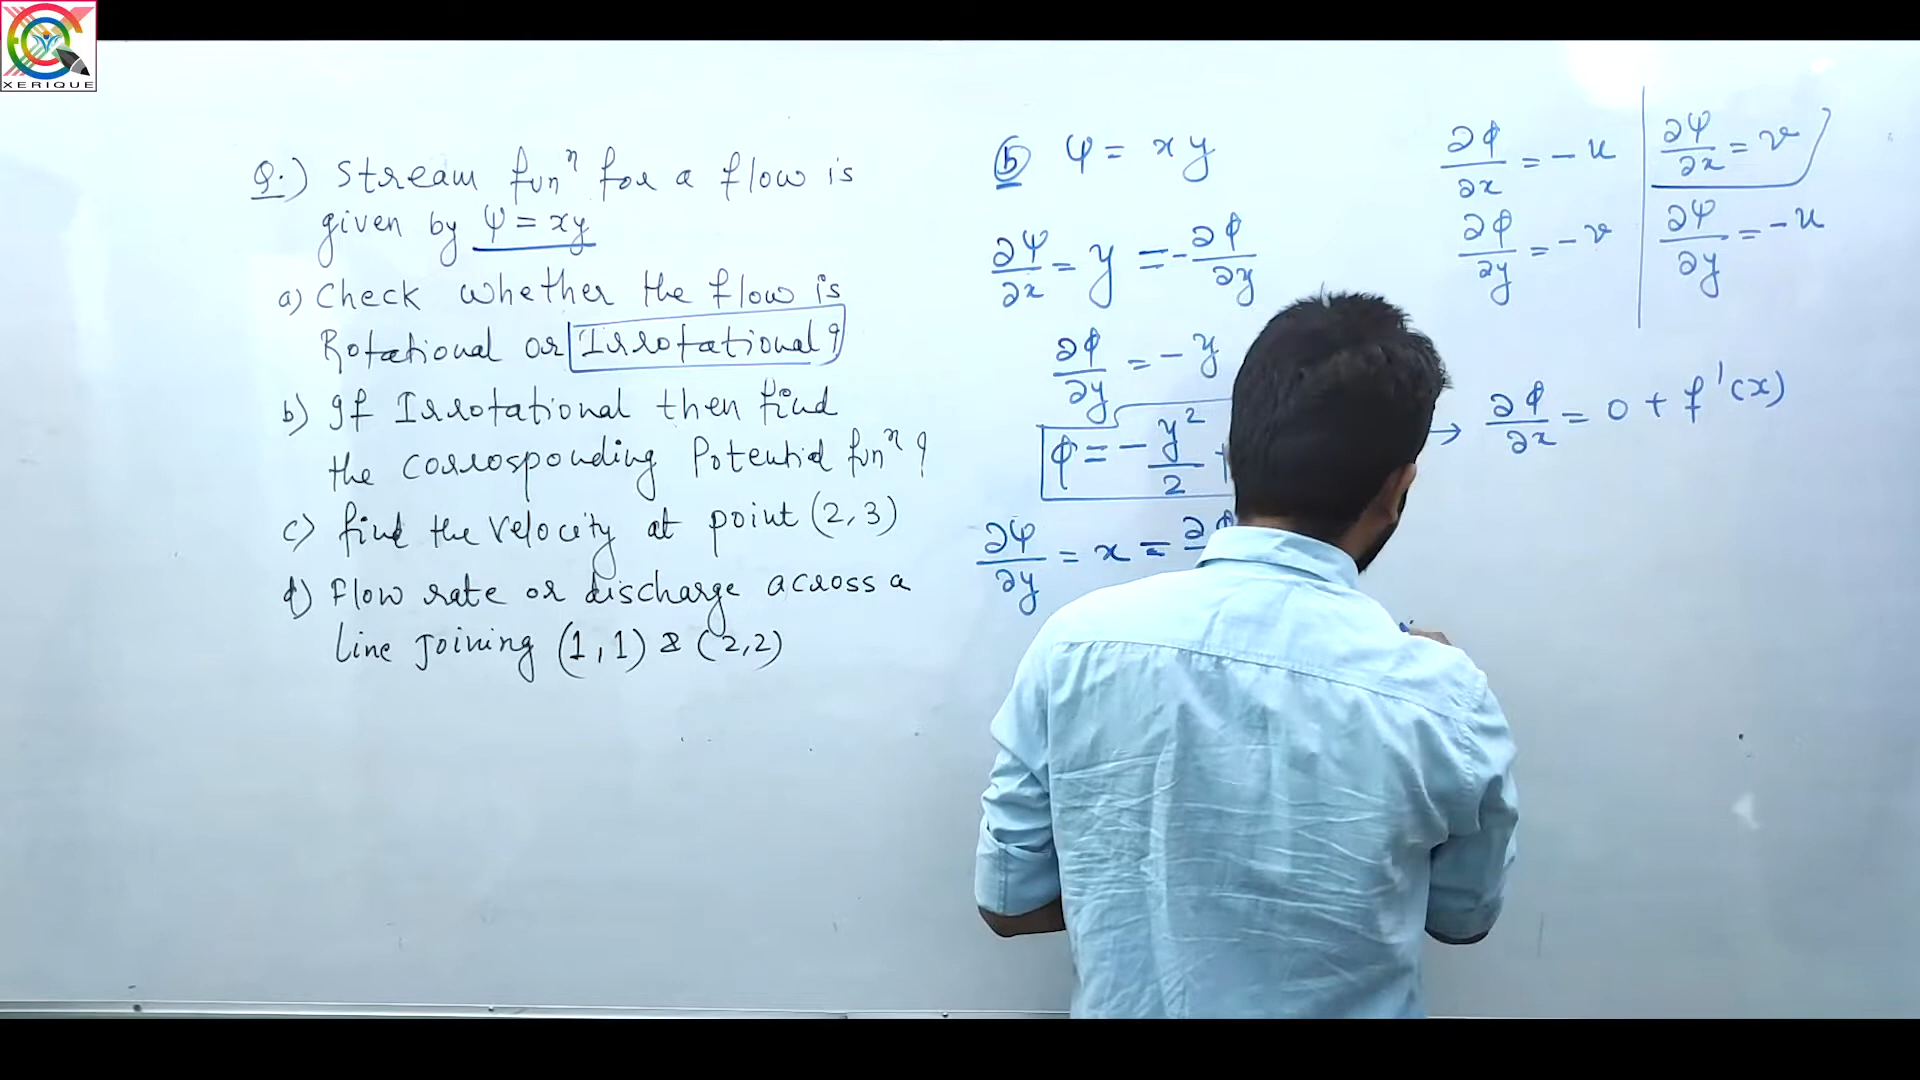 XERIQUE
Q.) Stream funⁿ for a flow is
given by ψ = xy
a) Check whether the flow is
Rotational or Irrotational ?
b) If Irrotational then find
the corrosponding Potential funⁿ ?
c) find the velocity at point (2,3)
d) Flow rate or discharge across a
line joining (1,1) & (2,2)
(b) ψ = xy
∂ψ/∂x = y = -∂ϕ/∂y
∂ϕ/∂y = -y
ϕ = -y²/2 +
∂ψ/∂y = x =
∂ϕ/∂x = -u
∂ϕ/∂y = -v
∂ψ/∂x = v
∂ψ/∂y = -u
→ ∂ϕ/∂x = 0 + f'(x)